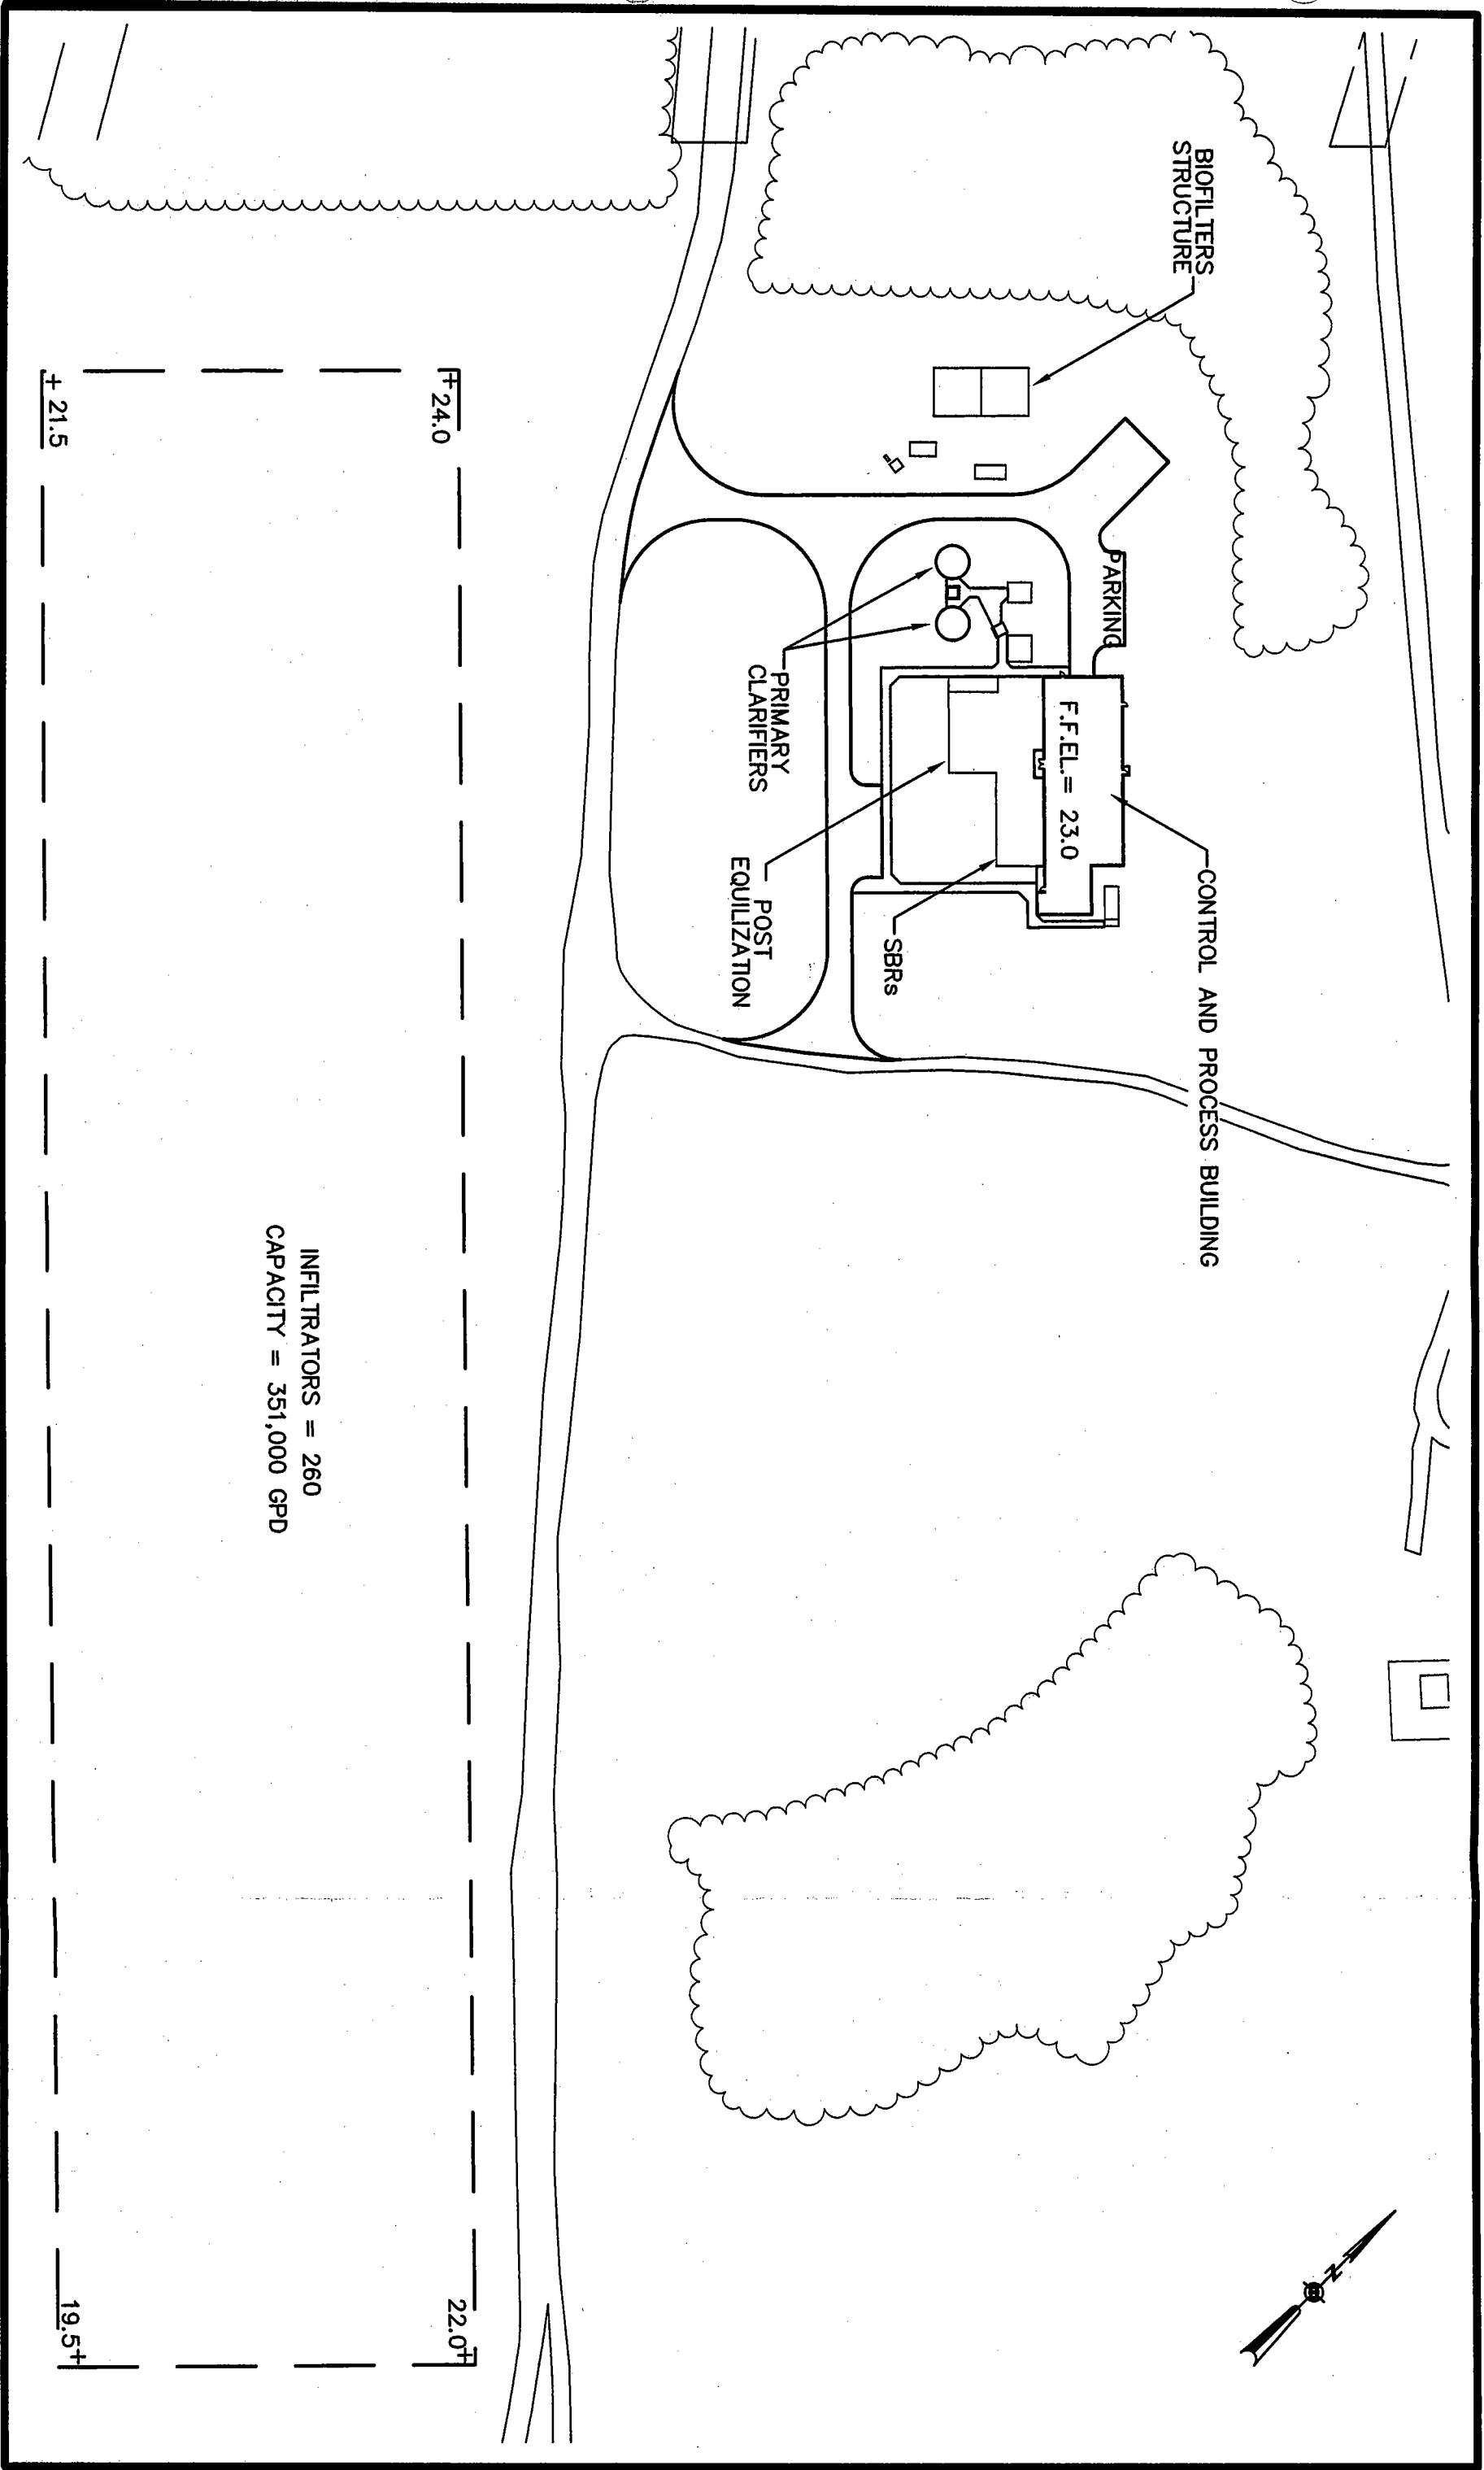 BIOFILTERS
STRUCTURE
PARKING
F.F.EL.= 23.0
CONTROL AND PROCESS BUILDING
PRIMARY
CLARIFIERS
POST
EQUILIZATION
SBRs
N
+24.0
+21.5
INFILTRATORS = 260
CAPACITY = 351,000 GPD
22.0+
19.5+